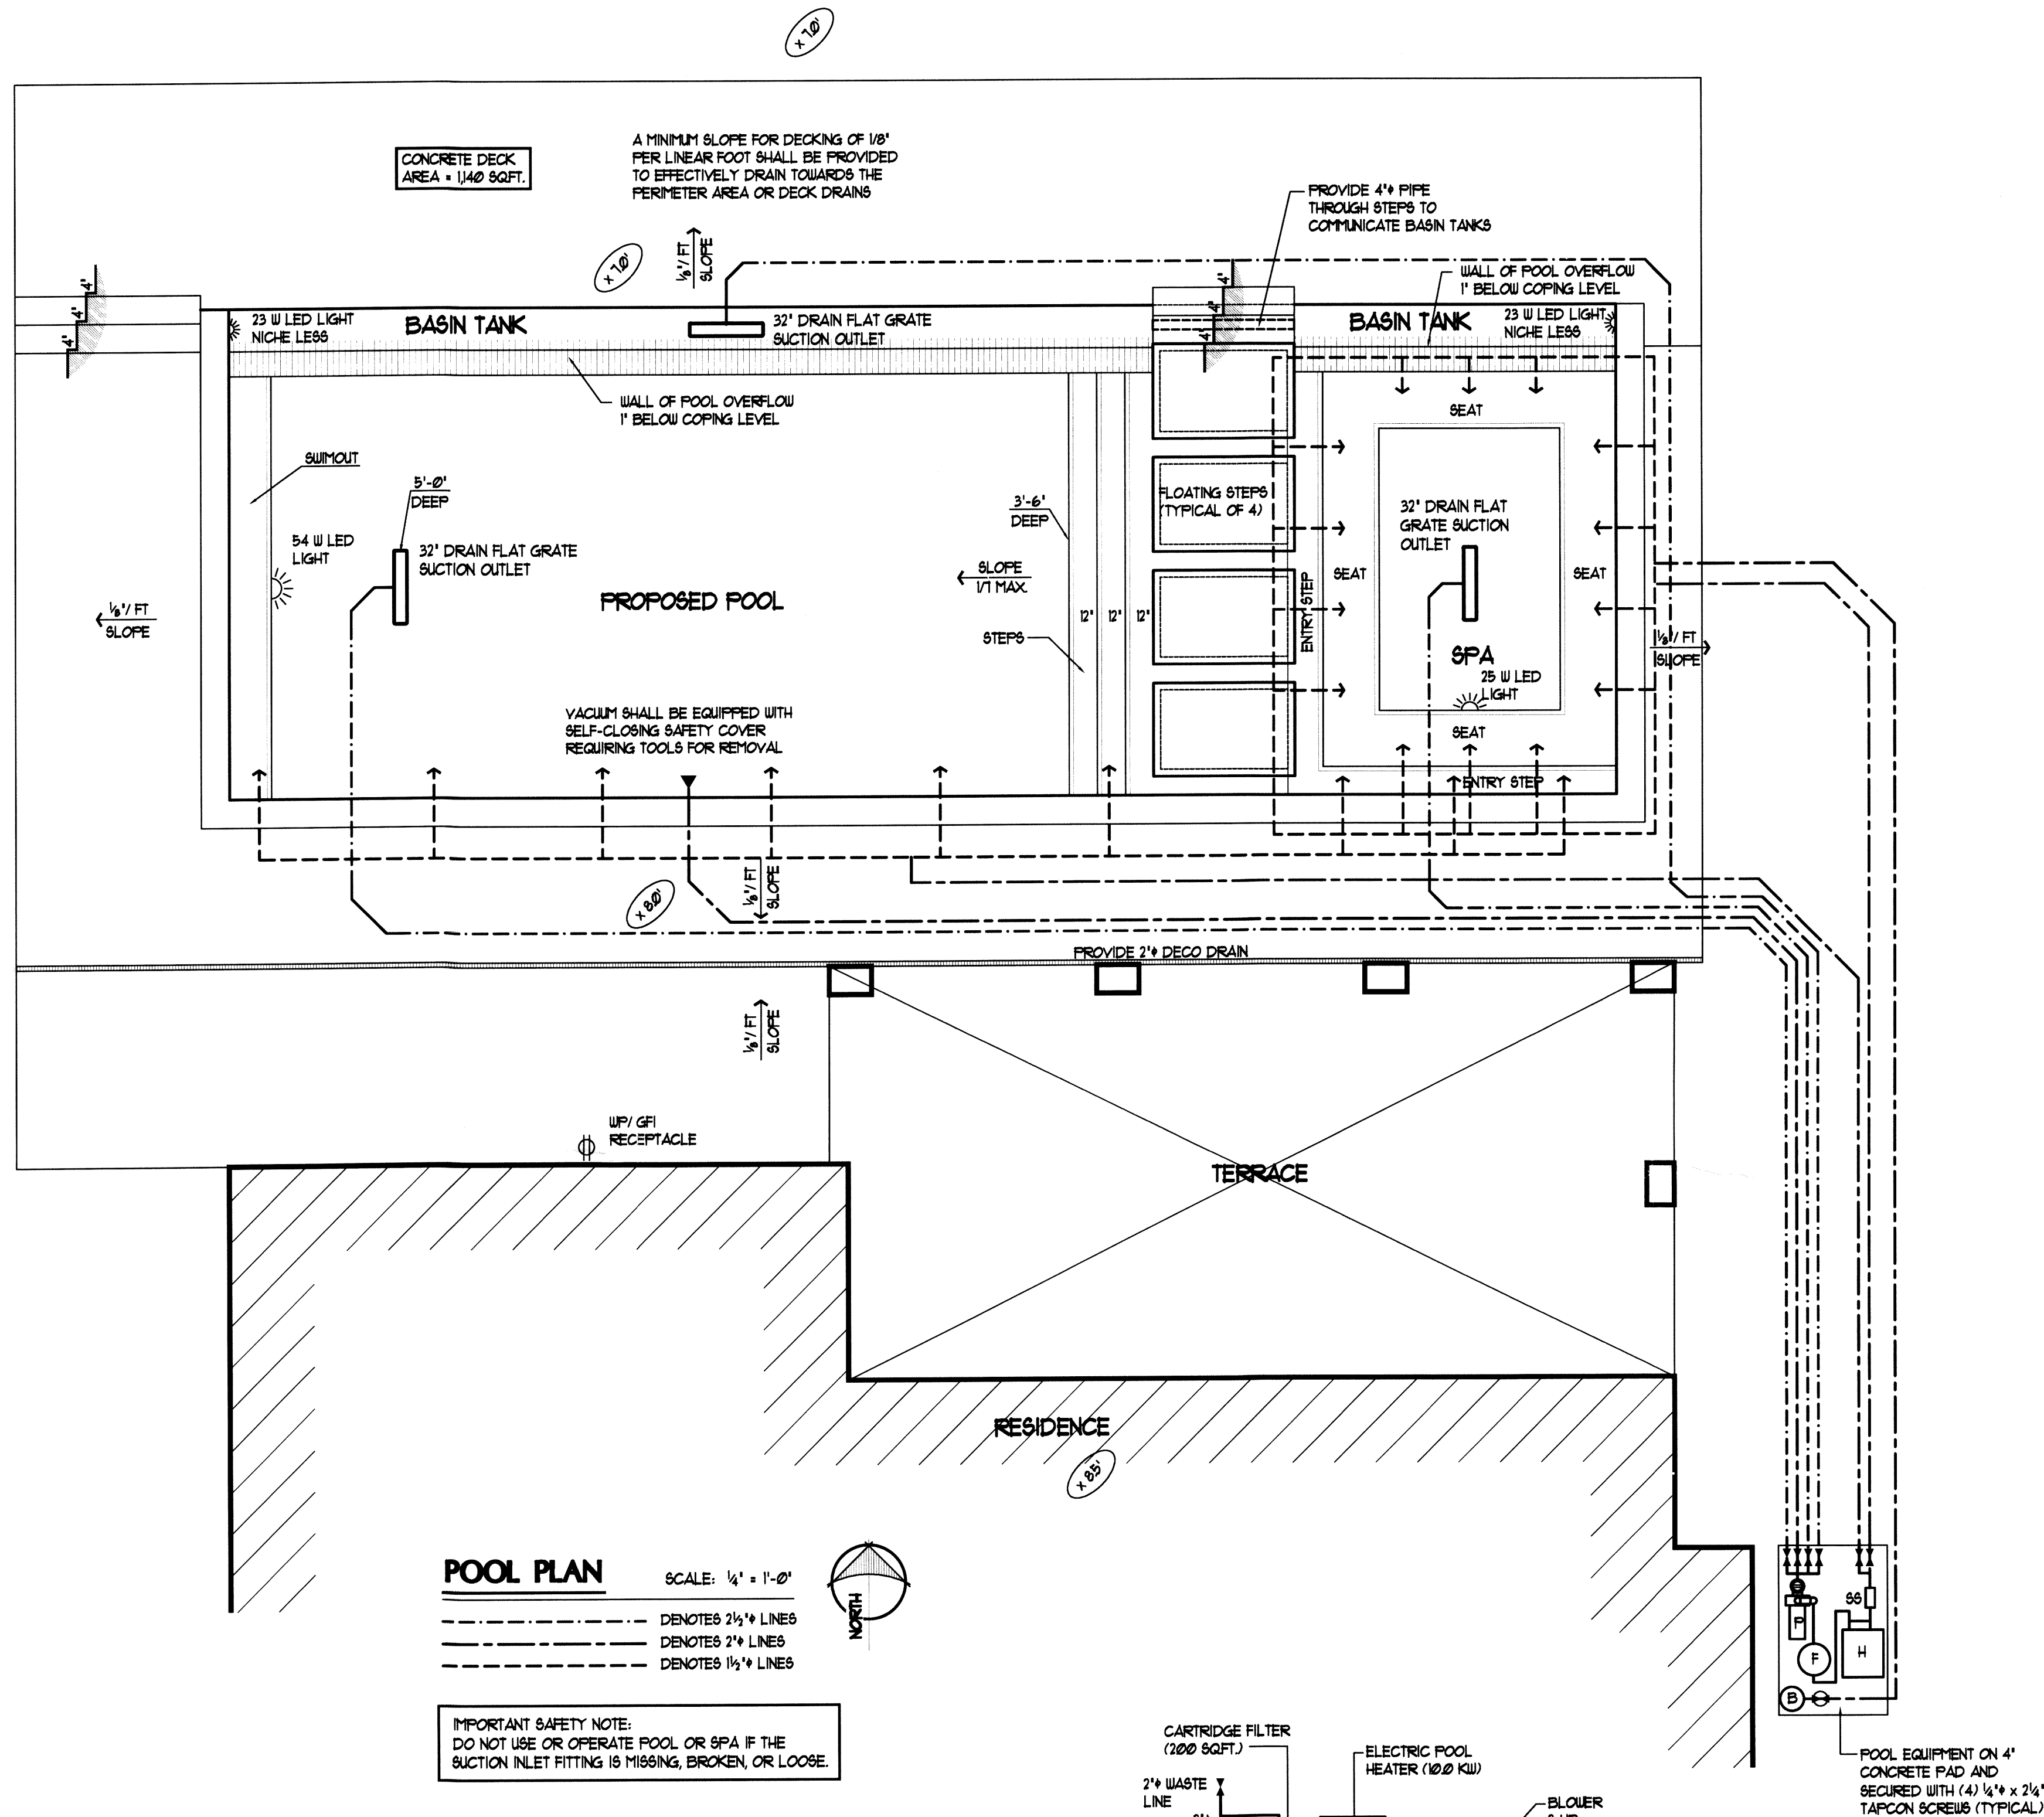 x 7.0'
CONCRETE DECK
AREA = 1,140 SQFT.
A MINIMUM SLOPE FOR DECKING OF 1/8"
PER LINEAR FOOT SHALL BE PROVIDED
TO EFFECTIVELY DRAIN TOWARDS THE
PERIMETER AREA OR DECK DRAINS
PROVIDE 4"ϕ PIPE
THROUGH STEPS TO
COMMUNICATE BASIN TANKS
x 7.0'
1/8"/ FT
SLOPE
WALL OF POOL OVERFLOW
1" BELOW COPING LEVEL
4"
4"
4"
4"
4"
4"
23 W LED LIGHT
NICHE LESS
BASIN TANK
32" DRAIN FLAT GRATE
SUCTION OUTLET
BASIN TANK
23 W LED LIGHT
NICHE LESS
WALL OF POOL OVERFLOW
1" BELOW COPING LEVEL
SEAT
SWIMOUT
5'-0"
DEEP
3'-6"
DEEP
FLOATING STEPS
(TYPICAL OF 4)
32" DRAIN FLAT
GRATE SUCTION
OUTLET
54 W LED
LIGHT
32" DRAIN FLAT GRATE
SUCTION OUTLET
SLOPE
1/7 MAX.
SEAT
SEAT
1/8"/ FT
SLOPE
PROPOSED POOL
12"
12"
12"
ENTRY STEP
STEPS
SPA
1/8"/ FT
SLOPE
25 W LED
LIGHT
VACUUM SHALL BE EQUIPPED WITH
SELF-CLOSING SAFETY COVER
REQUIRING TOOLS FOR REMOVAL
SEAT
ENTRY STEP
1/8"/ FT
SLOPE
x 8.0'
PROVIDE 2"ϕ DECO DRAIN
1/8"/ FT
SLOPE
WP/ GFI
RECEPTACLE
TERRACE
RESIDENCE
x 8.5'
POOL PLAN
SCALE: 1/4" = 1'-0"
NORTH
DENOTES 2 1/2"ϕ LINES
DENOTES 2"ϕ LINES
DENOTES 1 1/2"ϕ LINES
SS
P
F
H
B
IMPORTANT SAFETY NOTE:
DO NOT USE OR OPERATE POOL OR SPA IF THE
SUCTION INLET FITTING IS MISSING, BROKEN, OR LOOSE.
CARTRIDGE FILTER
(200 SQFT.)
ELECTRIC POOL
HEATER (10.0 KW)
2"ϕ WASTE
LINE
BLOWER
POOL EQUIPMENT ON 4"
CONCRETE PAD AND
SECURED WITH (4) 1/4"ϕ x 2 1/4"
TAPCON SCREWS (TYPICAL)